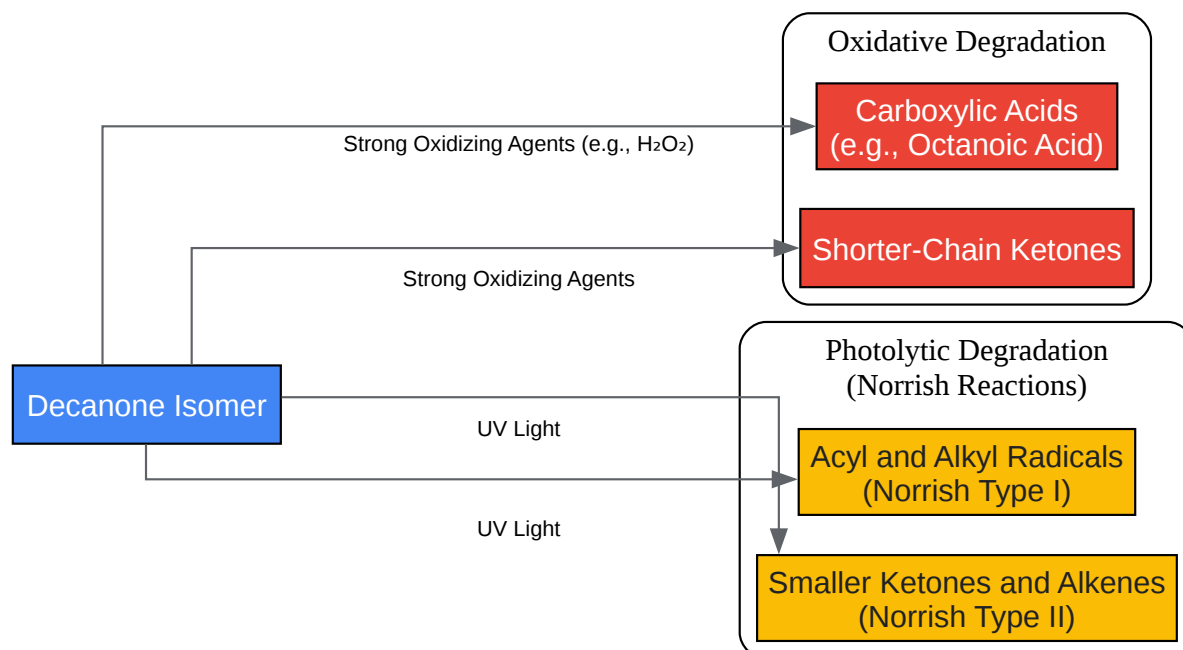 Oxidative Degradation
Carboxylic Acids
(e.g., Octanoic Acid)
Strong Oxidizing Agents (e.g., H₂O₂)
Shorter-Chain Ketones
Strong Oxidizing Agents
Photolytic Degradation
(Norrish Reactions)
Decanone Isomer
UV Light
Acyl and Alkyl Radicals
(Norrish Type I)
UV Light
Smaller Ketones and Alkenes
(Norrish Type II)